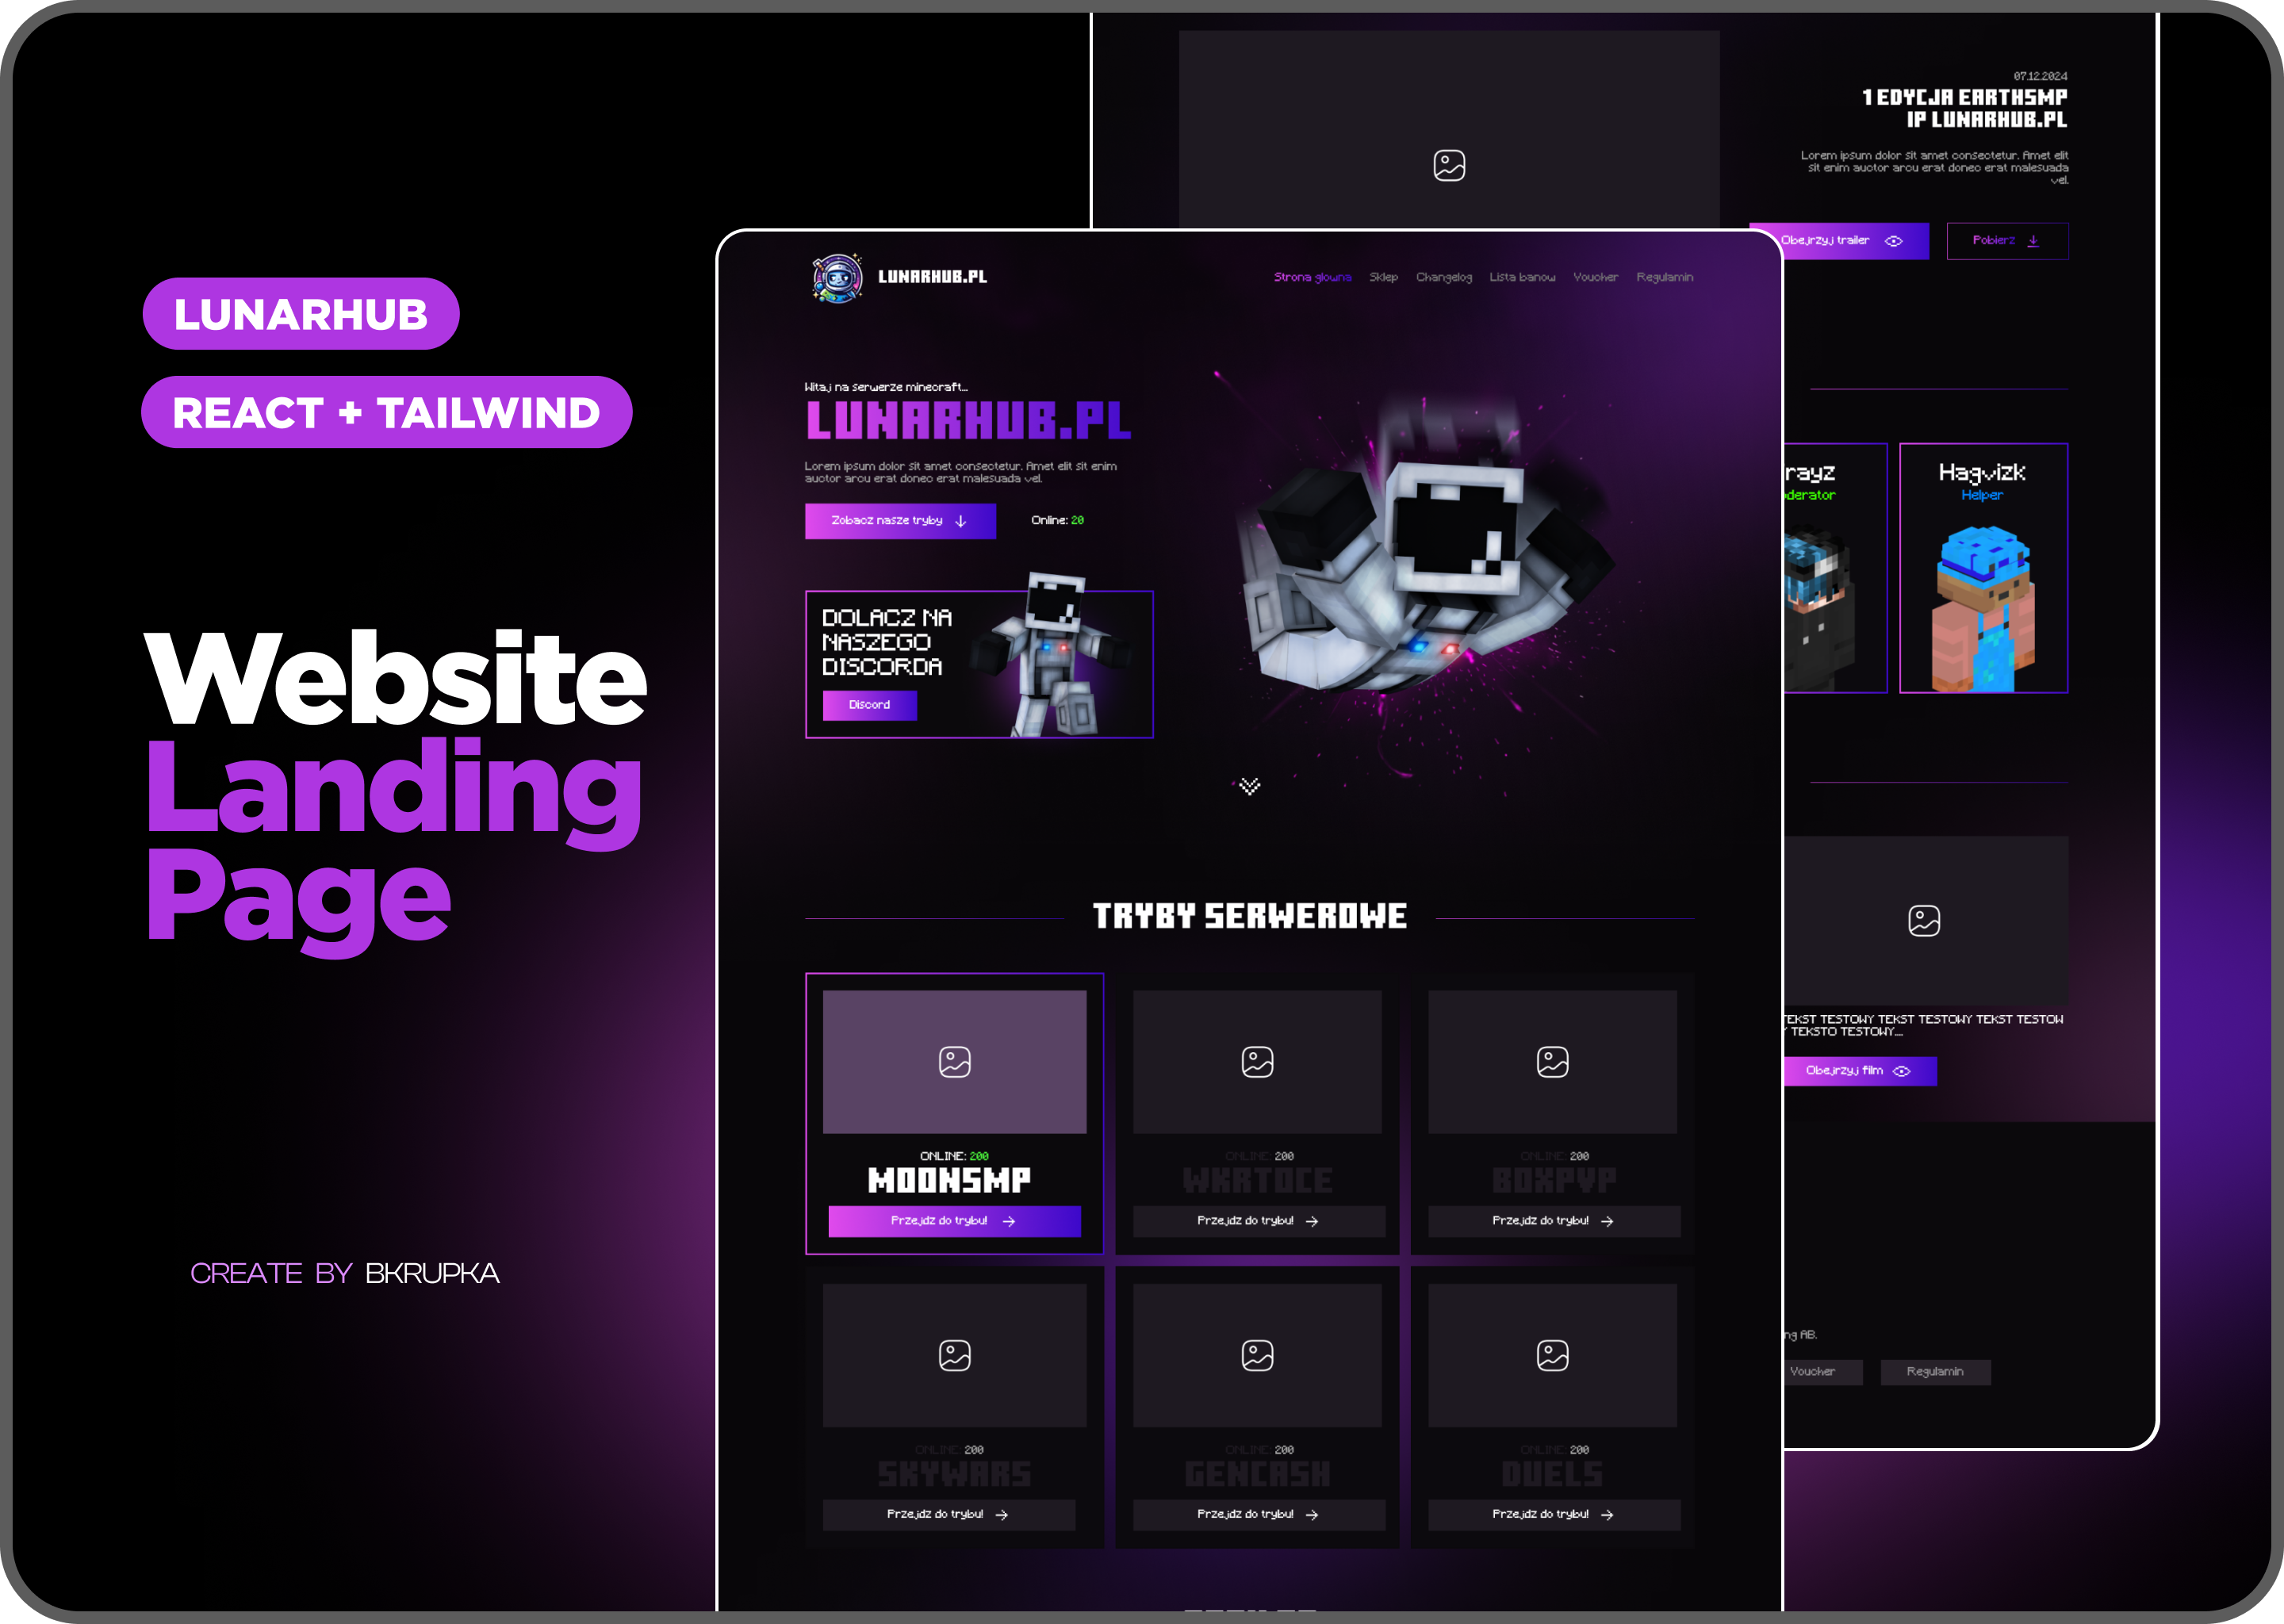 LUNARHUB
REACT + TAILWIND
Website
Landing
Page
CREATE BY BKRUPKA
LUNARHUB.PL
Strona glowna
Sklep
Changelog
Lista banow
Voucher
Regulamin
Witaj na serwerze minecraft...
LUNARHUB.PL
Lorem ipsum dolor sit amet consectetur. Amet elit sit enim
auctor arcu erat donec erat malesuada vel.
Zobacz nasze tryby
Online: 20
DOLACZ NA
NASZEGO
DISCORDA
Discord
TRYBY SERWEROWE
ONLINE: 200
MOONSMP
Przejdz do trybu!
ONLINE: 200
WKRTOCE
Przejdz do trybu!
ONLINE: 200
BOXPVP
Przejdz do trybu!
ONLINE: 200
SKYWARS
Przejdz do trybu!
ONLINE: 200
GENCASH
Przejdz do trybu!
ONLINE: 200
DUELS
Przejdz do trybu!
07.12.2024
1 EDYCJA EARTHSMP
IP LUNARHUB.PL
Lorem ipsum dolor sit amet consectetur. Amet elit
sit enim auctor arcu erat donec erat malesuada
vel.
Obejrzyj trailer
Pobierz
rayz
derator
Hagvizk
Helper
TEKST TESTOWY TEKST TESTOWY TEKST TESTOW
TEKSTO TESTOWY....
Obejrzyj film
ng AB.
Voucher
Regulamin